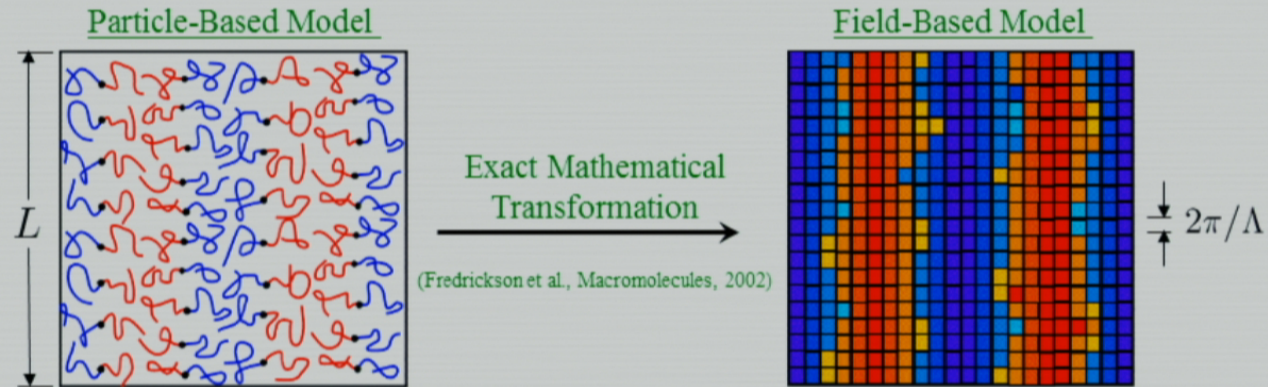 Particle-Based Model
Field-Based Model
L
Exact Mathematical
Transformation
(Fredrickson et al., Macromolecules, 2002)
2π/Λ